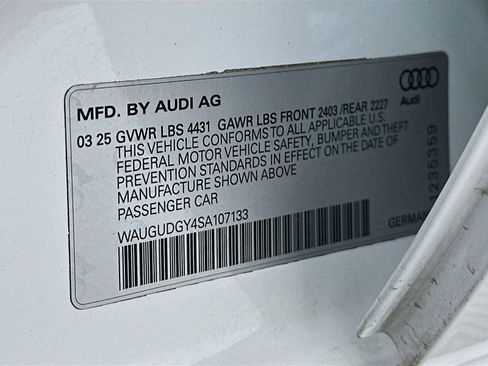 MFD. BY AUDI AG
Audi
03 25 GVWR LBS 4431 GAWR LBS FRONT 2403 /REAR 2227
THIS VEHICLE CONFORMS TO ALL APPLICABLE U.S.
FEDERAL MOTOR VEHICLE SAFETY, BUMPER AND THEFT
PREVENTION STANDARDS IN EFFECT ON THE DATE OF
MANUFACTURE SHOWN ABOVE
PASSENGER CAR
WAUGUDGY4SA107133
GERMAN
1235359